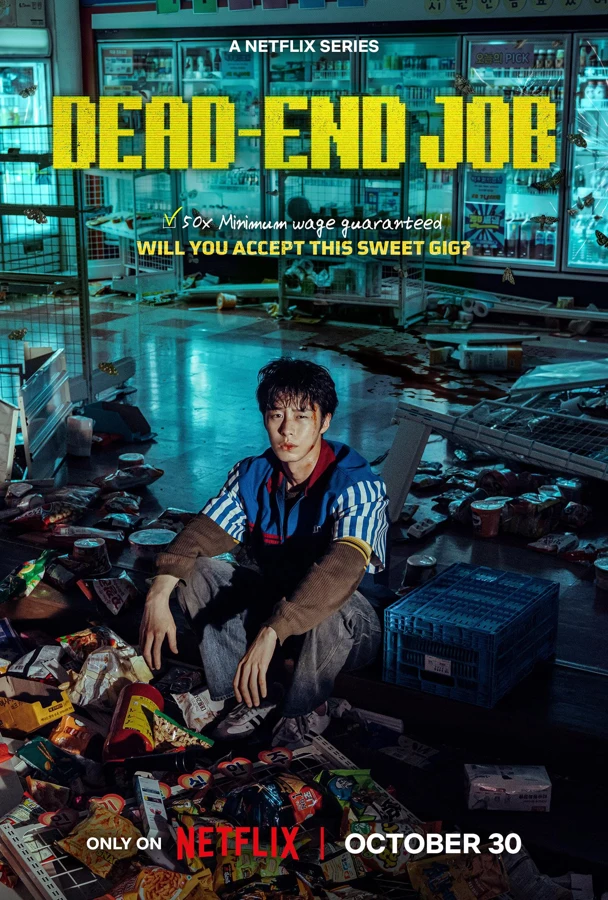 A NETFLIX SERIES
DEAD-END JOB
50x Minimum wage guaranteed
WILL YOU ACCEPT THIS SWEET GIG?
ONLY ON NETFLIX | OCTOBER 30